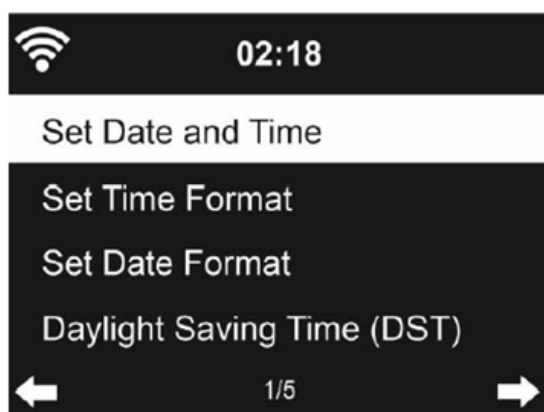 02:18
Set Date and Time
Set Time Format
Set Date Format
Daylight Saving Time (DST)
1/5